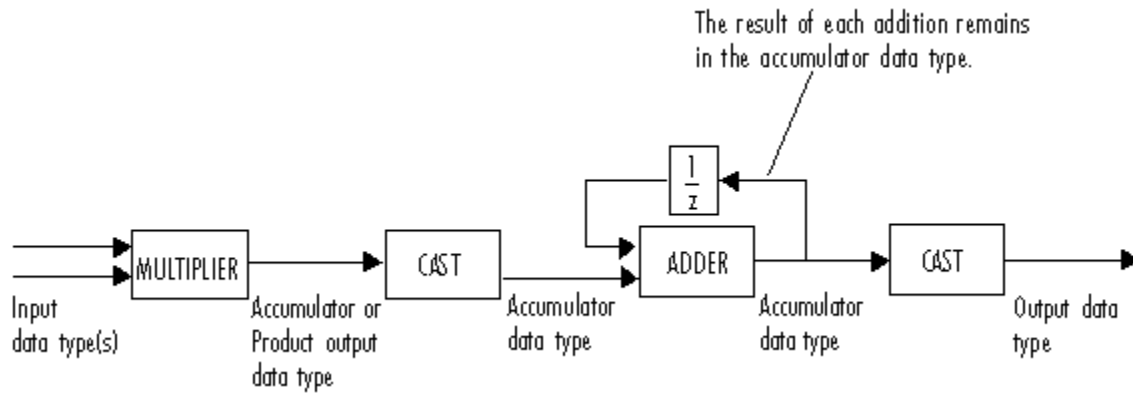 The result of each addition remains
in the accumulator data type.
1
z
MULTIPLIER
CAST
ADDER
CAST
Input
data type(s)
Accumulator or
Product output
data type
Accumulator
data type
Accumulator
data type
Output data
type